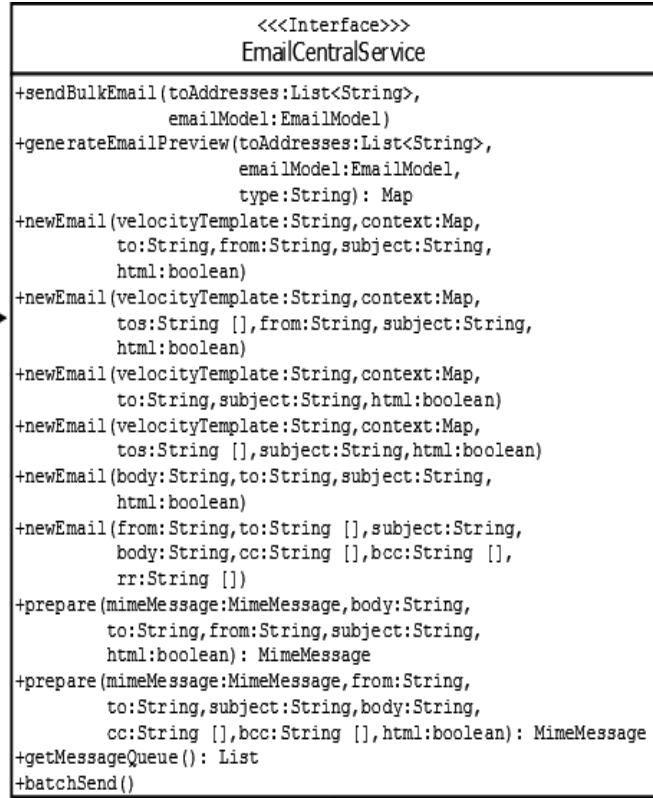 <<<Interface>>>
EmailCentralService
+sendBulkEmail(toAddresses:List<String>,
emailModel:EmailModel)
+generateEmailPreview(toAddresses:List<String>,
emailModel:EmailModel,
type:String): Map
+newEmail(velocityTemplate:String,context:Map,
to:String,from:String,subject:String,
html:boolean)
+newEmail(velocityTemplate:String,context:Map,
tos:String [],from:String,subject:String,
html:boolean)
+newEmail(velocityTemplate:String,context:Map,
to:String,subject:String,html:boolean)
+newEmail(velocityTemplate:String,context:Map,
tos:String [],subject:String,html:boolean)
+newEmail(body:String,to:String,subject:String,
html:boolean)
+newEmail(from:String,to:String [],subject:String,
body:String,cc:String [],bcc:String [],
rr:String [])
+prepare(mimeMessage:MimeMessage,body:String,
to:String,from:String,subject:String,
html:boolean): MimeMessage
+prepare(mimeMessage:MimeMessage,from:String,
to:String,subject:String,body:String,
cc:String [],bcc:String [],html:boolean): MimeMessage
+getMessageQueue(): List
+batchSend()